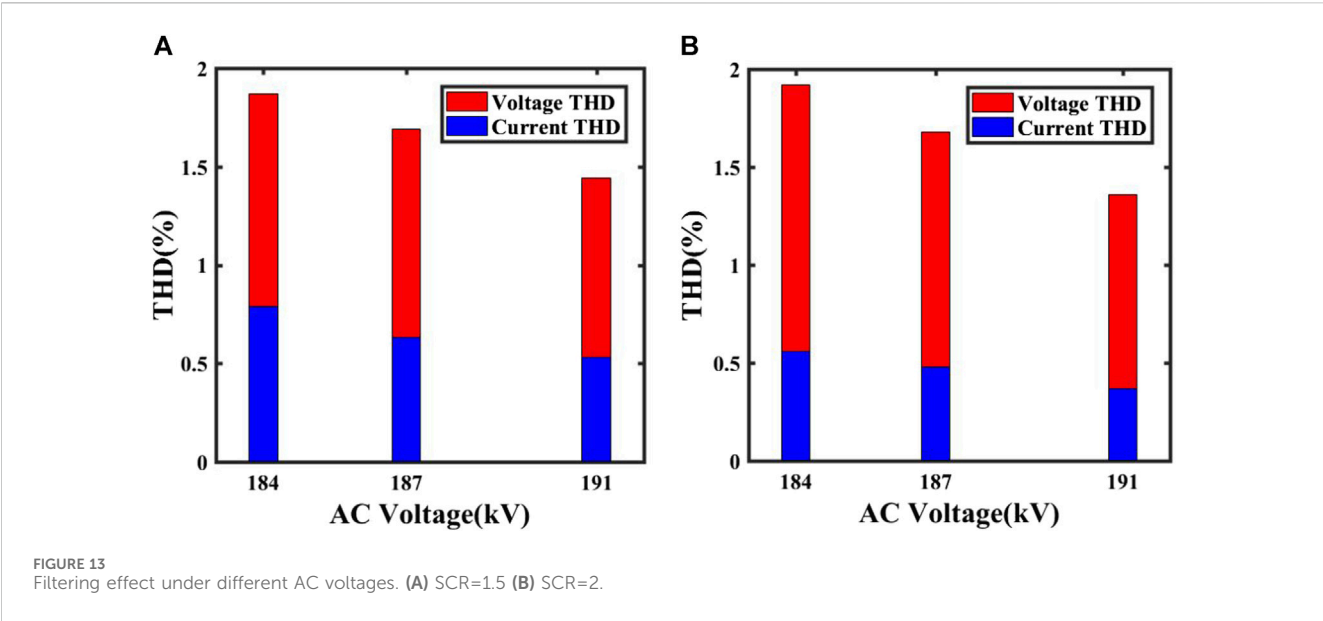 A
2
1.5
1
0.5
0
THD(%)
Voltage THD
Current THD
184 187 191
AC Voltage(kV)
B
2
1.5
1
0.5
0
THD(%)
Voltage THD
Current THD
184 187 191
AC Voltage(kV)
FIGURE 13
Filtering effect under different AC voltages. (A) SCR=1.5 (B) SCR=2.